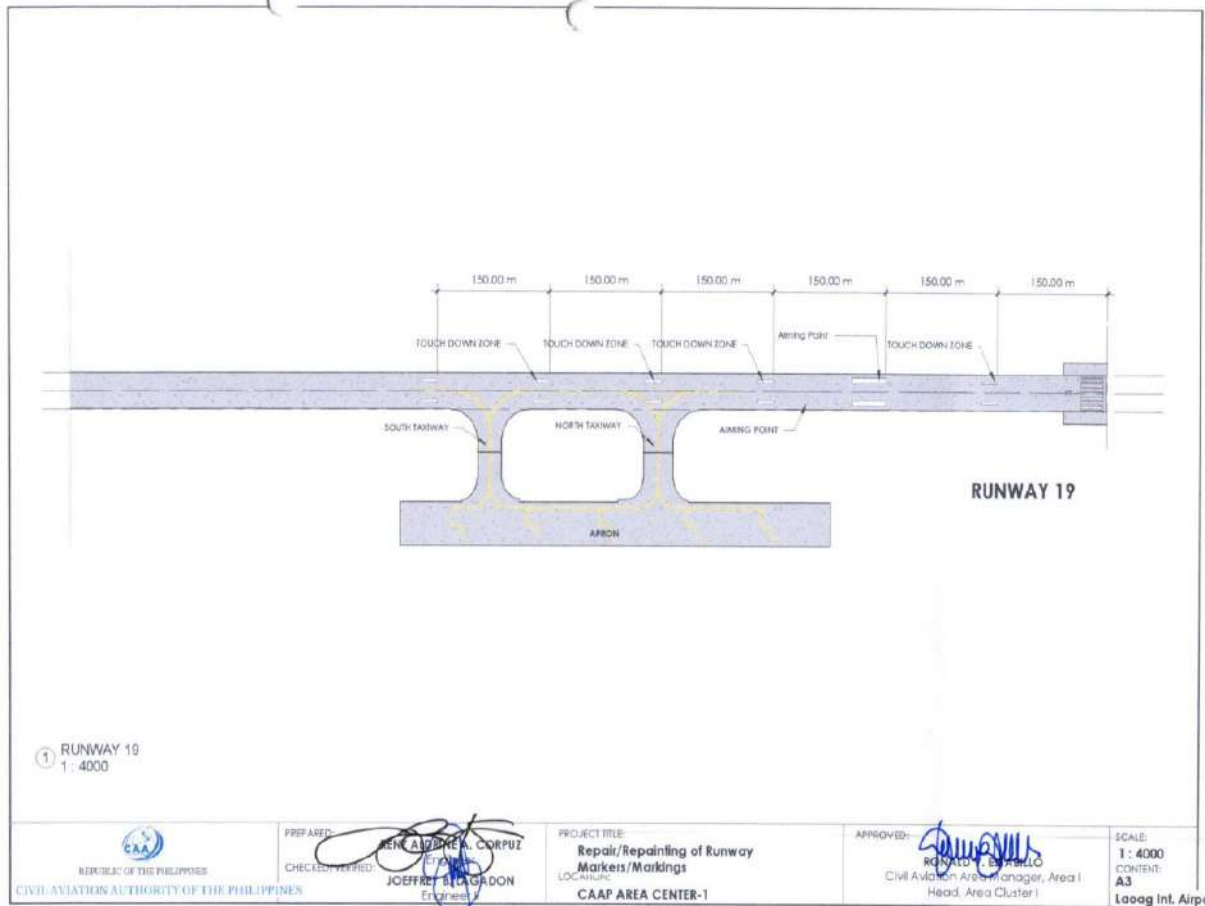 150.00 m 150.00 m 150.00 m 150.00 m 150.00 m 150.00 m
Aiming Point
TOUCH DOWN ZONE TOUCH DOWN ZONE TOUCH DOWN ZONE TOUCH DOWN ZONE
SOUTH TAXIWAY NORTH TAXIWAY AIMING POINT
RUNWAY 19
APRON
1 RUNWAY 19
1 : 4000
CAA
REPUBLIC OF THE PHILIPPINES
CIVIL AVIATION AUTHORITY OF THE PHILIPPINES
PREPARED:
CORPUZ
CHECKED/VERIFIED:
Engineer
PROJECT TITLE:
Repair/Repainting of Runway
Markers/Markings
LOCATION:
CAAP AREA CENTER-1
APPROVED:
RONALD
Civil Aviation Area Manager, Area I
Head, Area Cluster I
SCALE:
1 : 4000
CONTENT:
A3
Laoag Int. Airpo